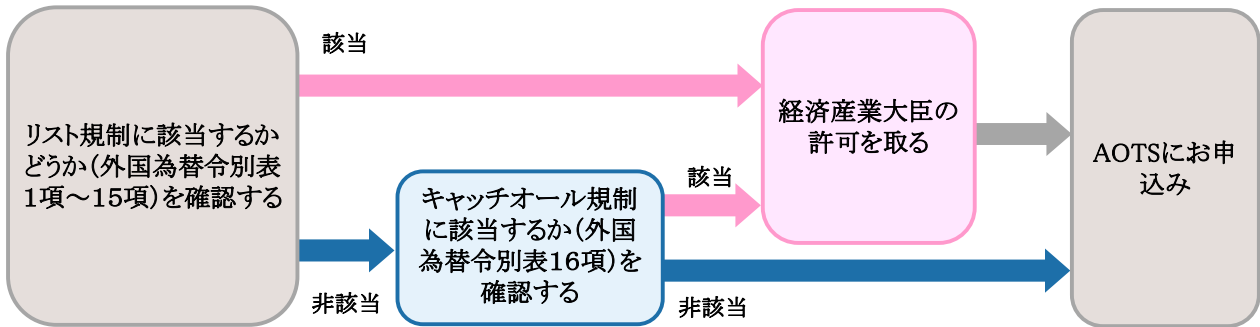 リスト規制に該当するか
どうか（外国為替令別表
１項～１５項）を確認する
該当
非該当
キャッチオール規制
に該当するか（外国
為替令別表１６項）を
確認する
該当
非該当
経済産業大臣の
許可を取る
AOTSにお申
込み